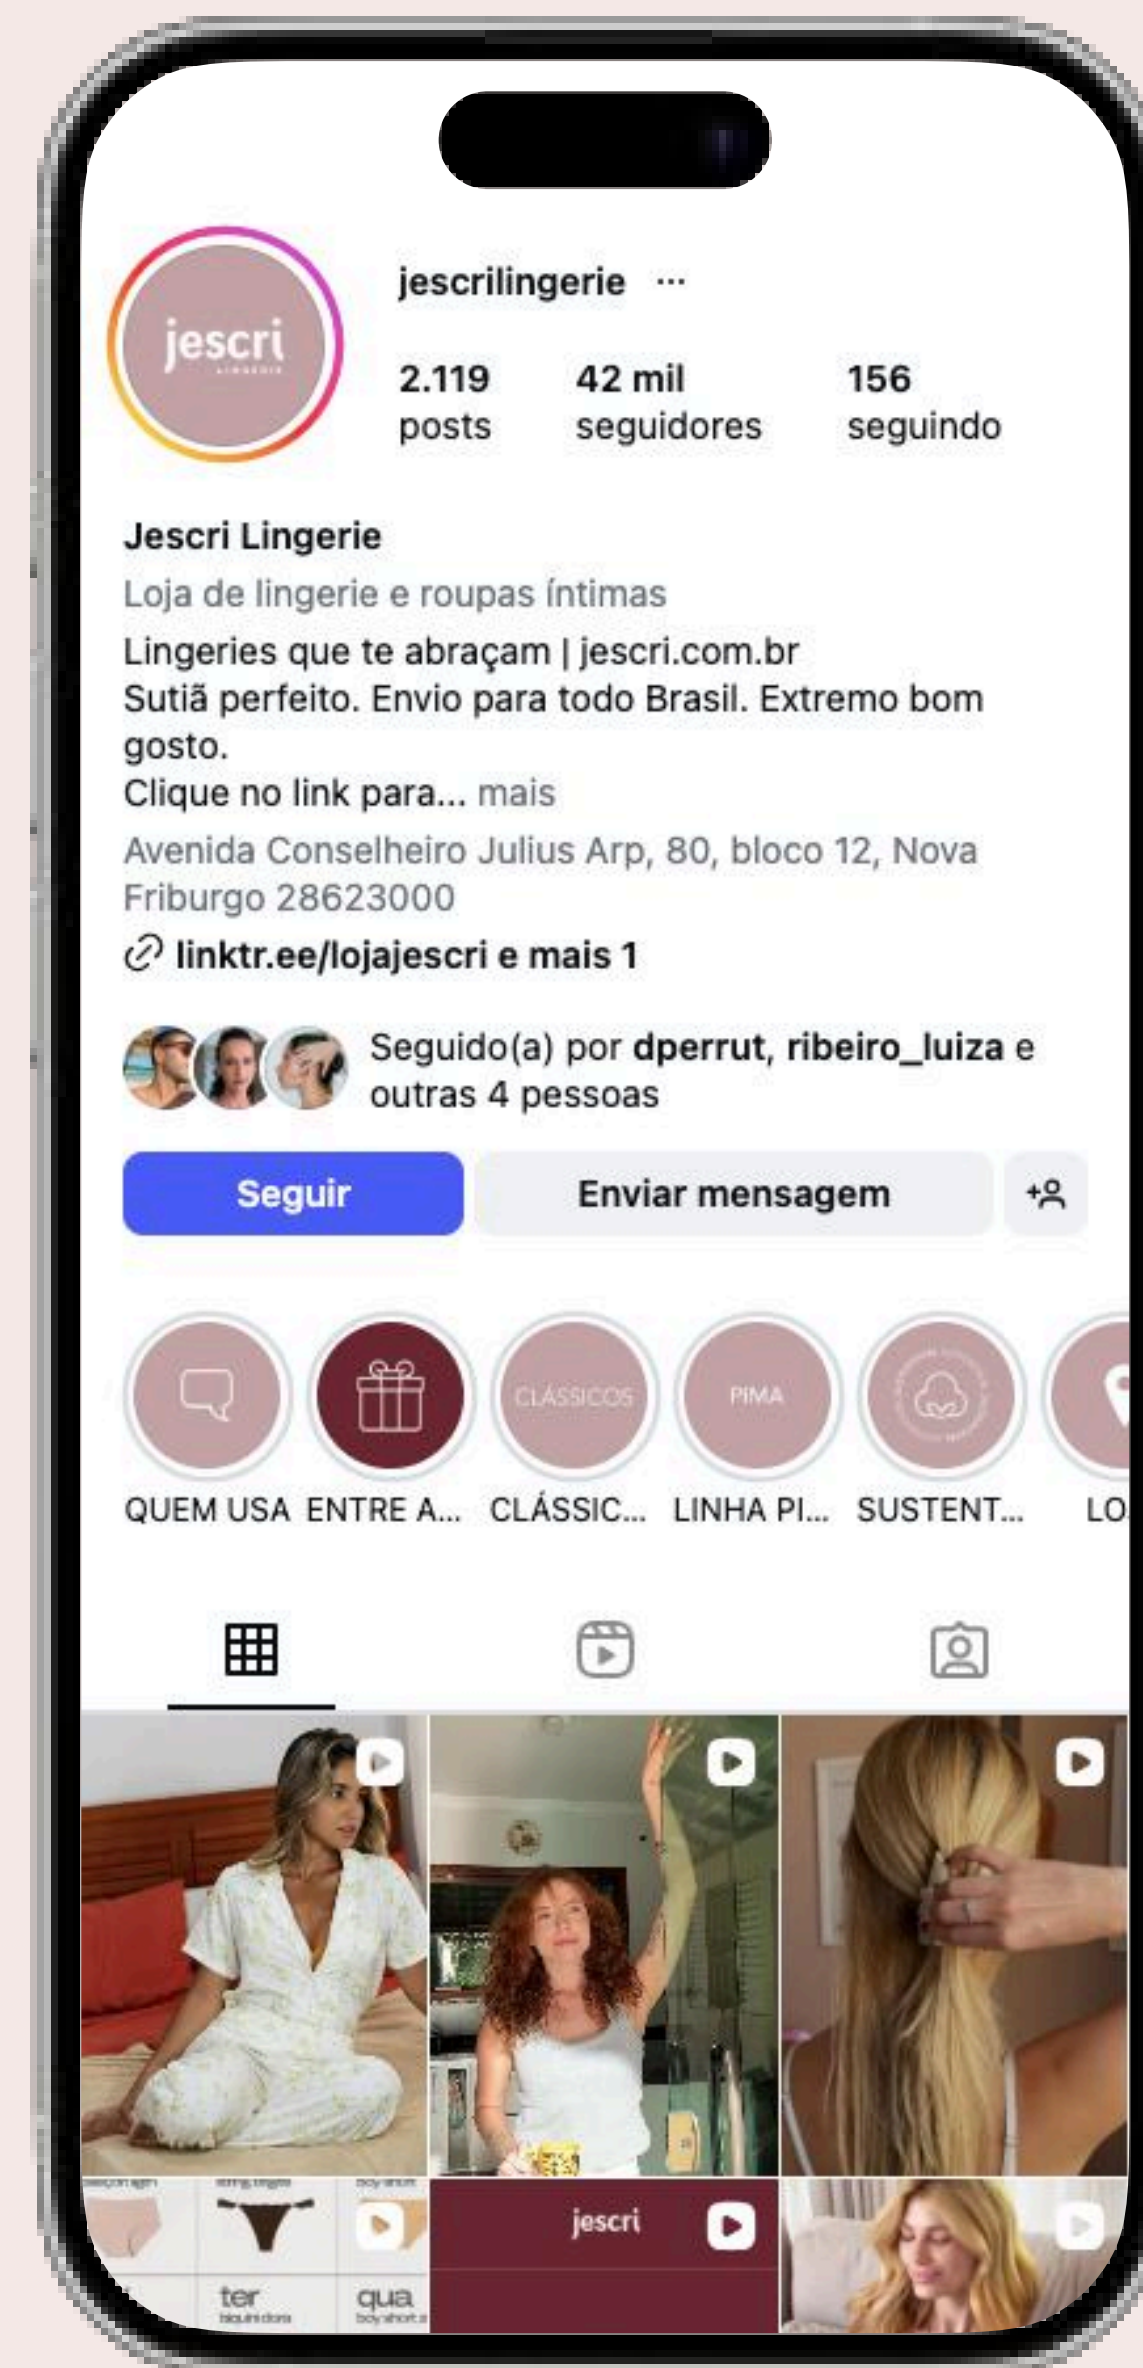 jescri
LINGERIE
jescrilingerie ...
2.119 42 mil 156
posts seguidores seguindo
Jescri Lingerie
Loja de lingerie e roupas íntimas
Lingeries que te abraçam | jescri.com.br
Sutiã perfeito. Envio para todo Brasil. Extremo bom
gosto.
Clique no link para... mais
Avenida Conselheiro Julius Arp, 80, bloco 12, Nova
Friburgo 28623000
linktr.ee/lojajescri e mais 1
Seguido(a) por dperrut, ribeiro_luiza e
outras 4 pessoas
Seguir Enviar mensagem
CLÁSSICOS PIMA
QUEM USA ENTRE A... CLÁSSIC... LINHA PI... SUSTENT... LO
jescri
ter qua